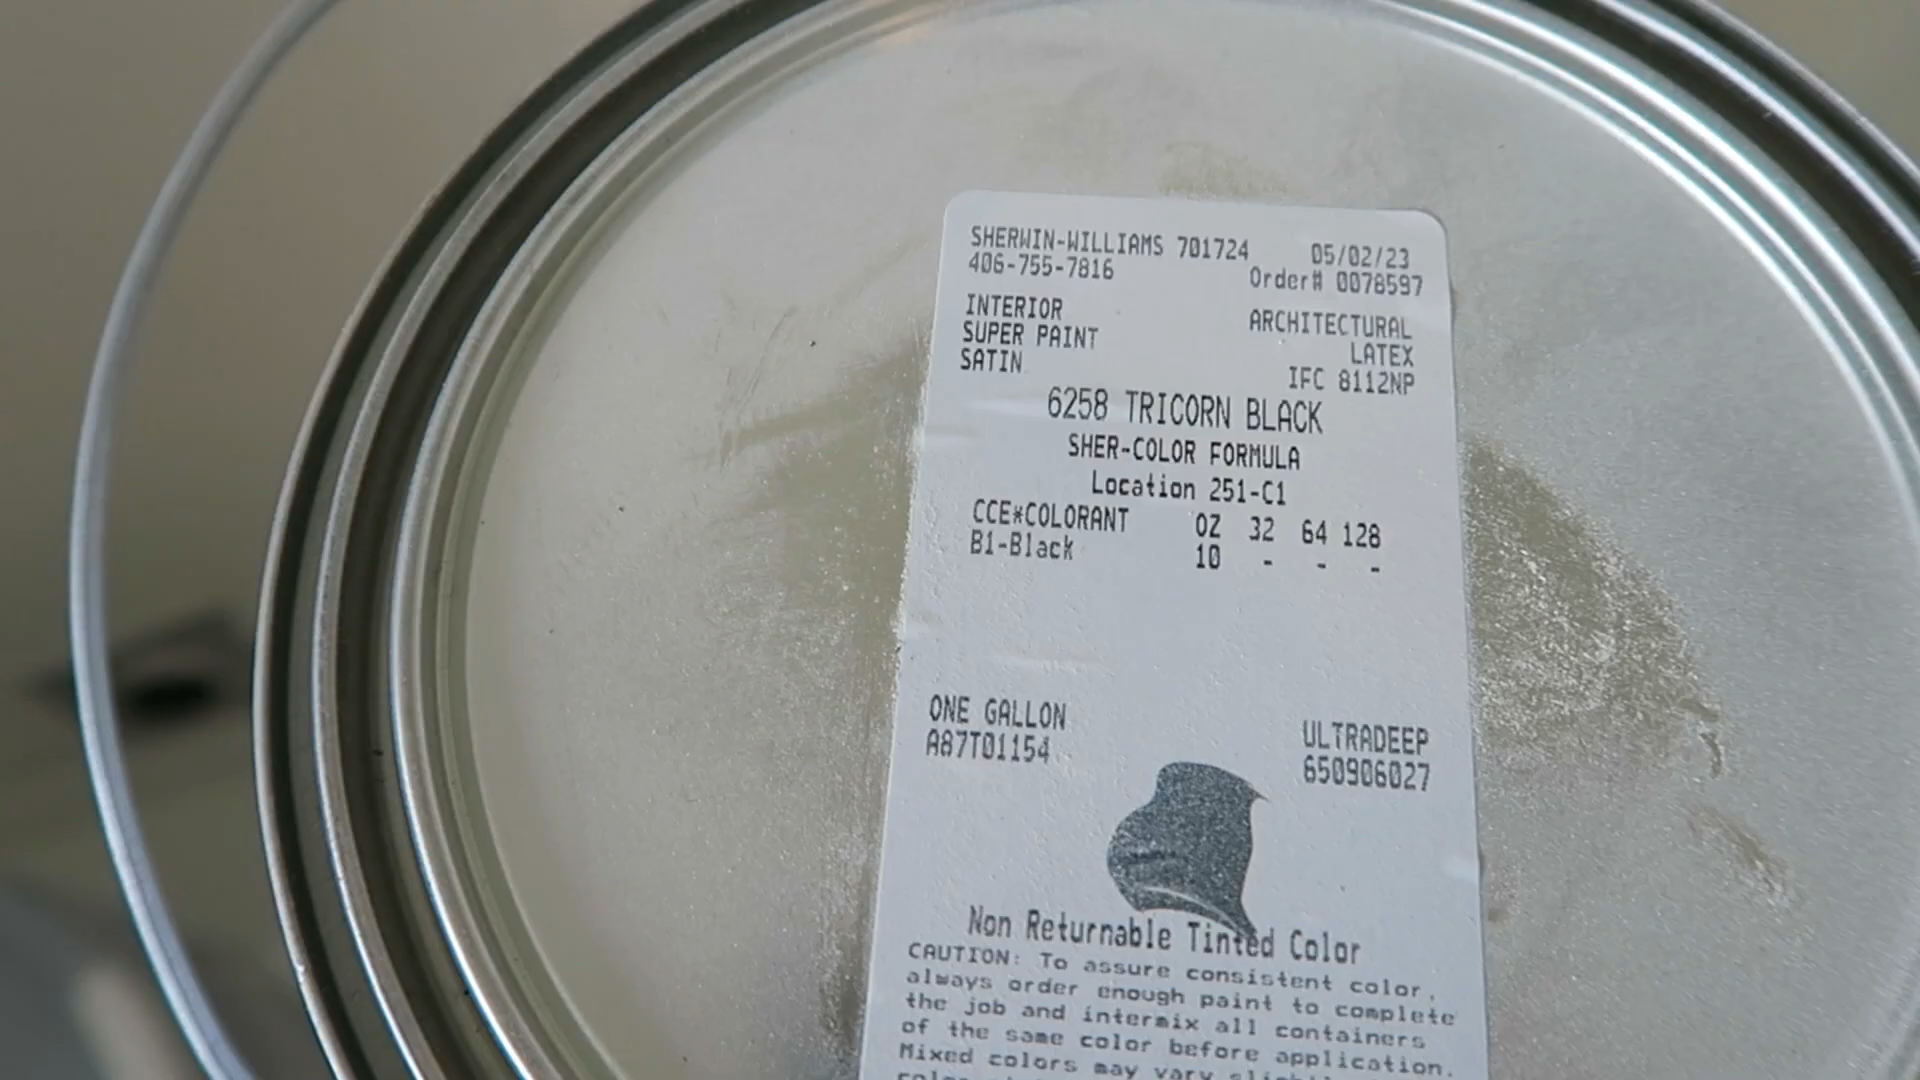 SHERWIN-WILLIAMS 701724 05/02/23
406-755-7816 Order# 0078597
INTERIOR ARCHITECTURAL
SUPER PAINT LATEX
SATIN IFC 8112NP
6258 TRICORN BLACK
SHER-COLOR FORMULA
Location 251-C1
CCE*COLORANT OZ 32 64 128
B1-Black 10 - - -
ONE GALLON ULTRADEEP
A87T01154 650906027
Non Returnable Tinted Color
CAUTION: To assure consistent color,
always order enough paint to complete
the job and intermix all containers
of the same color before application.
Mixed colors may vary